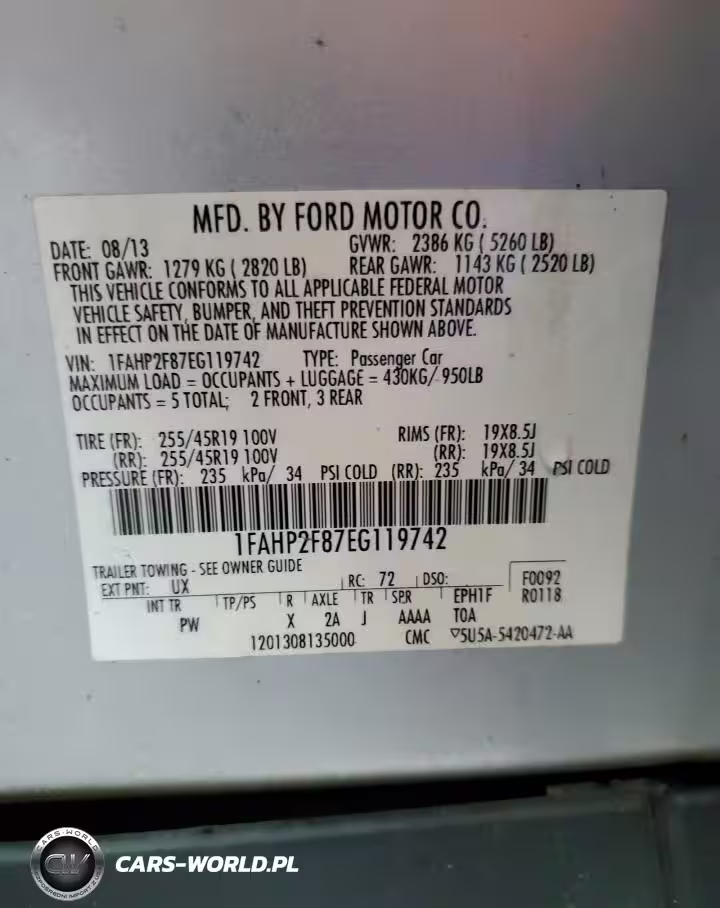 MFD. BY FORD MOTOR CO.
DATE: 08/13 GVWR: 2386 KG ( 5260 LB)
FRONT GAWR: 1279 KG ( 2820 LB) REAR GAWR: 1143 KG ( 2520 LB)
THIS VEHICLE CONFORMS TO ALL APPLICABLE FEDERAL MOTOR
VEHICLE SAFETY, BUMPER, AND THEFT PREVENTION STANDARDS
IN EFFECT ON THE DATE OF MANUFACTURE SHOWN ABOVE.
VIN: 1FAHP2F87EG119742 TYPE: Passenger Car
MAXIMUM LOAD = OCCUPANTS + LUGGAGE = 430KG/ 950LB
OCCUPANTS = 5 TOTAL; 2 FRONT, 3 REAR
TIRE (FR): 255/45R19 100V RIMS (FR): 19X8.5J
(RR): 255/45R19 100V (RR): 19X8.5J
PRESSURE (FR): 235 kPa/ 34 PSI COLD (RR): 235 kPa/ 34 PSI COLD
1FAHP2F87EG119742
TRAILER TOWING - SEE OWNER GUIDE
EXT PNT: UX RC: 72 DSO: F0092
INT TR TP/PS R AXLE TR SPR EPH1F R0118
PW X 2A J AAAA TOA
1201308135000 CMC 5U5A-5420472-AA
CARS-WORLD
CW
CARS-WORLD.PL